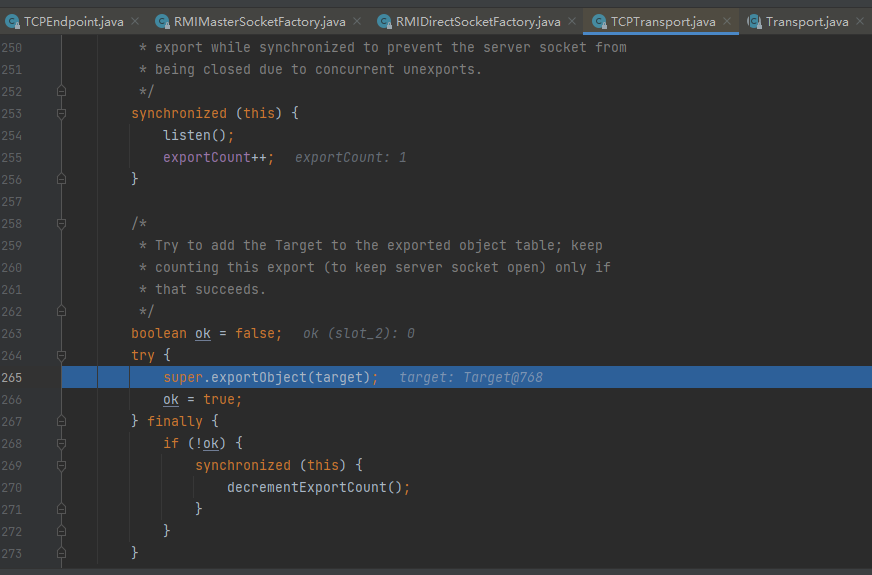 TCPEndpoint.java × RMIMasterSocketFactory.java × RMIDirectSocketFactory.java × TCPTransport.java × Transport.java ×
250 * export while synchronized to prevent the server socket from
251 * being closed due to concurrent unexports.
252 */
253 synchronized (this) {
254 listen();
255 exportCount++; exportCount: 1
256 }
257
258 /*
259 * Try to add the Target to the exported object table; keep
260 * counting this export (to keep server socket open) only if
261 * that succeeds.
262 */
263 boolean ok = false; ok (slot_2): 0
264 try {
265 super.exportObject(target); target: Target@768
266 ok = true;
267 } finally {
268 if (!ok) {
269 synchronized (this) {
270 decrementExportCount();
271 }
272 }
273 }